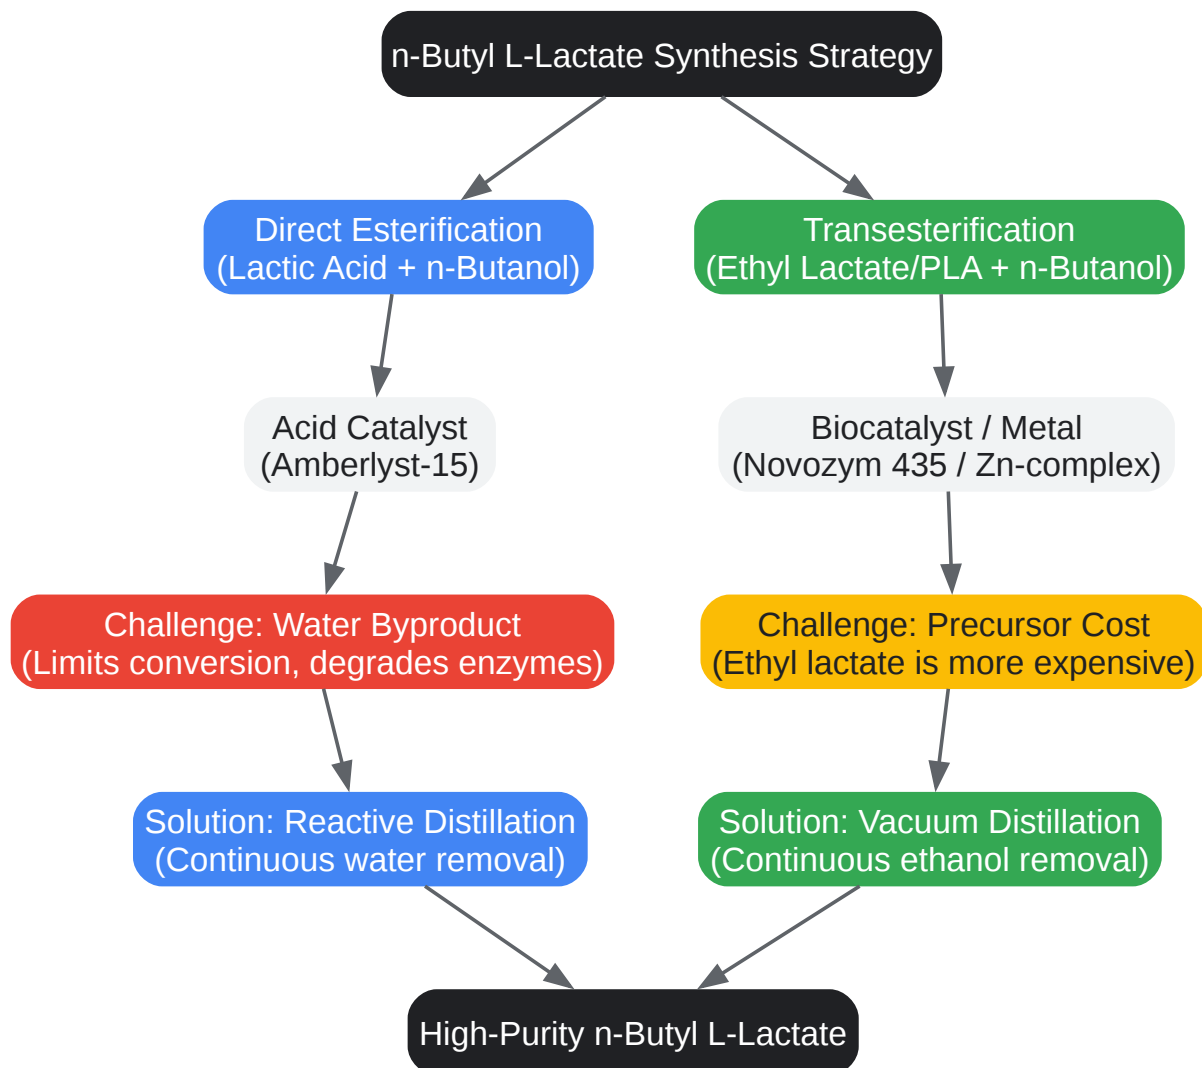 n-Butyl L-Lactate Synthesis Strategy
Direct Esterification
(Lactic Acid + n-Butanol)
Transesterification
(Ethyl Lactate/PLA + n-Butanol)
Acid Catalyst
(Amberlyst-15)
Biocatalyst / Metal
(Novozym 435 / Zn-complex)
Challenge: Water Byproduct
(Limits conversion, degrades enzymes)
Challenge: Precursor Cost
(Ethyl lactate is more expensive)
Solution: Reactive Distillation
(Continuous water removal)
Solution: Vacuum Distillation
(Continuous ethanol removal)
High-Purity n-Butyl L-Lactate